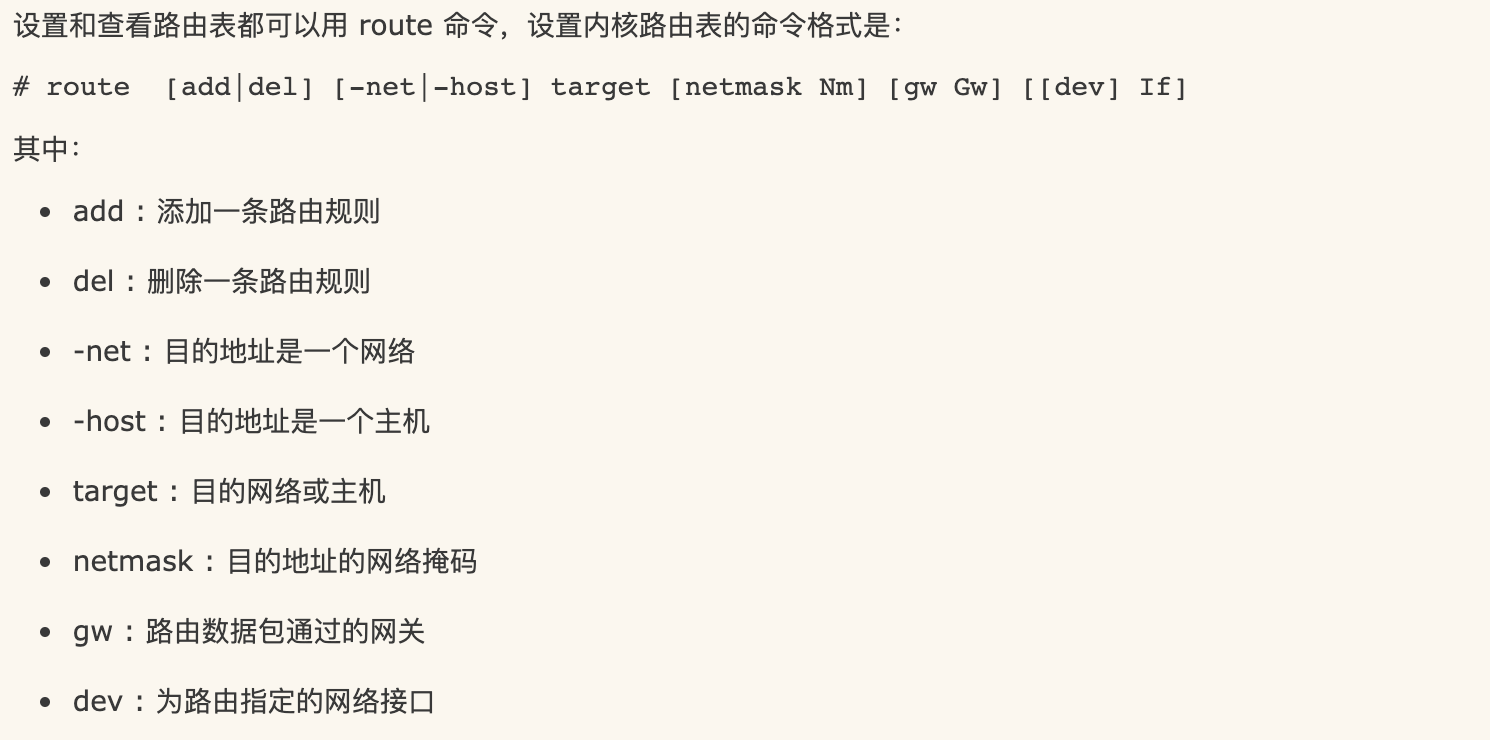 设置和查看路由表都可以用 route 命令，设置内核路由表的命令格式是：
# route  [add|del] [-net|-host] target [netmask Nm] [gw Gw] [[dev] If]
其中：
• add : 添加一条路由规则
• del : 删除一条路由规则
• -net : 目的地址是一个网络
• -host : 目的地址是一个主机
• target : 目的网络或主机
• netmask : 目的地址的网络掩码
• gw : 路由数据包通过的网关
• dev : 为路由指定的网络接口